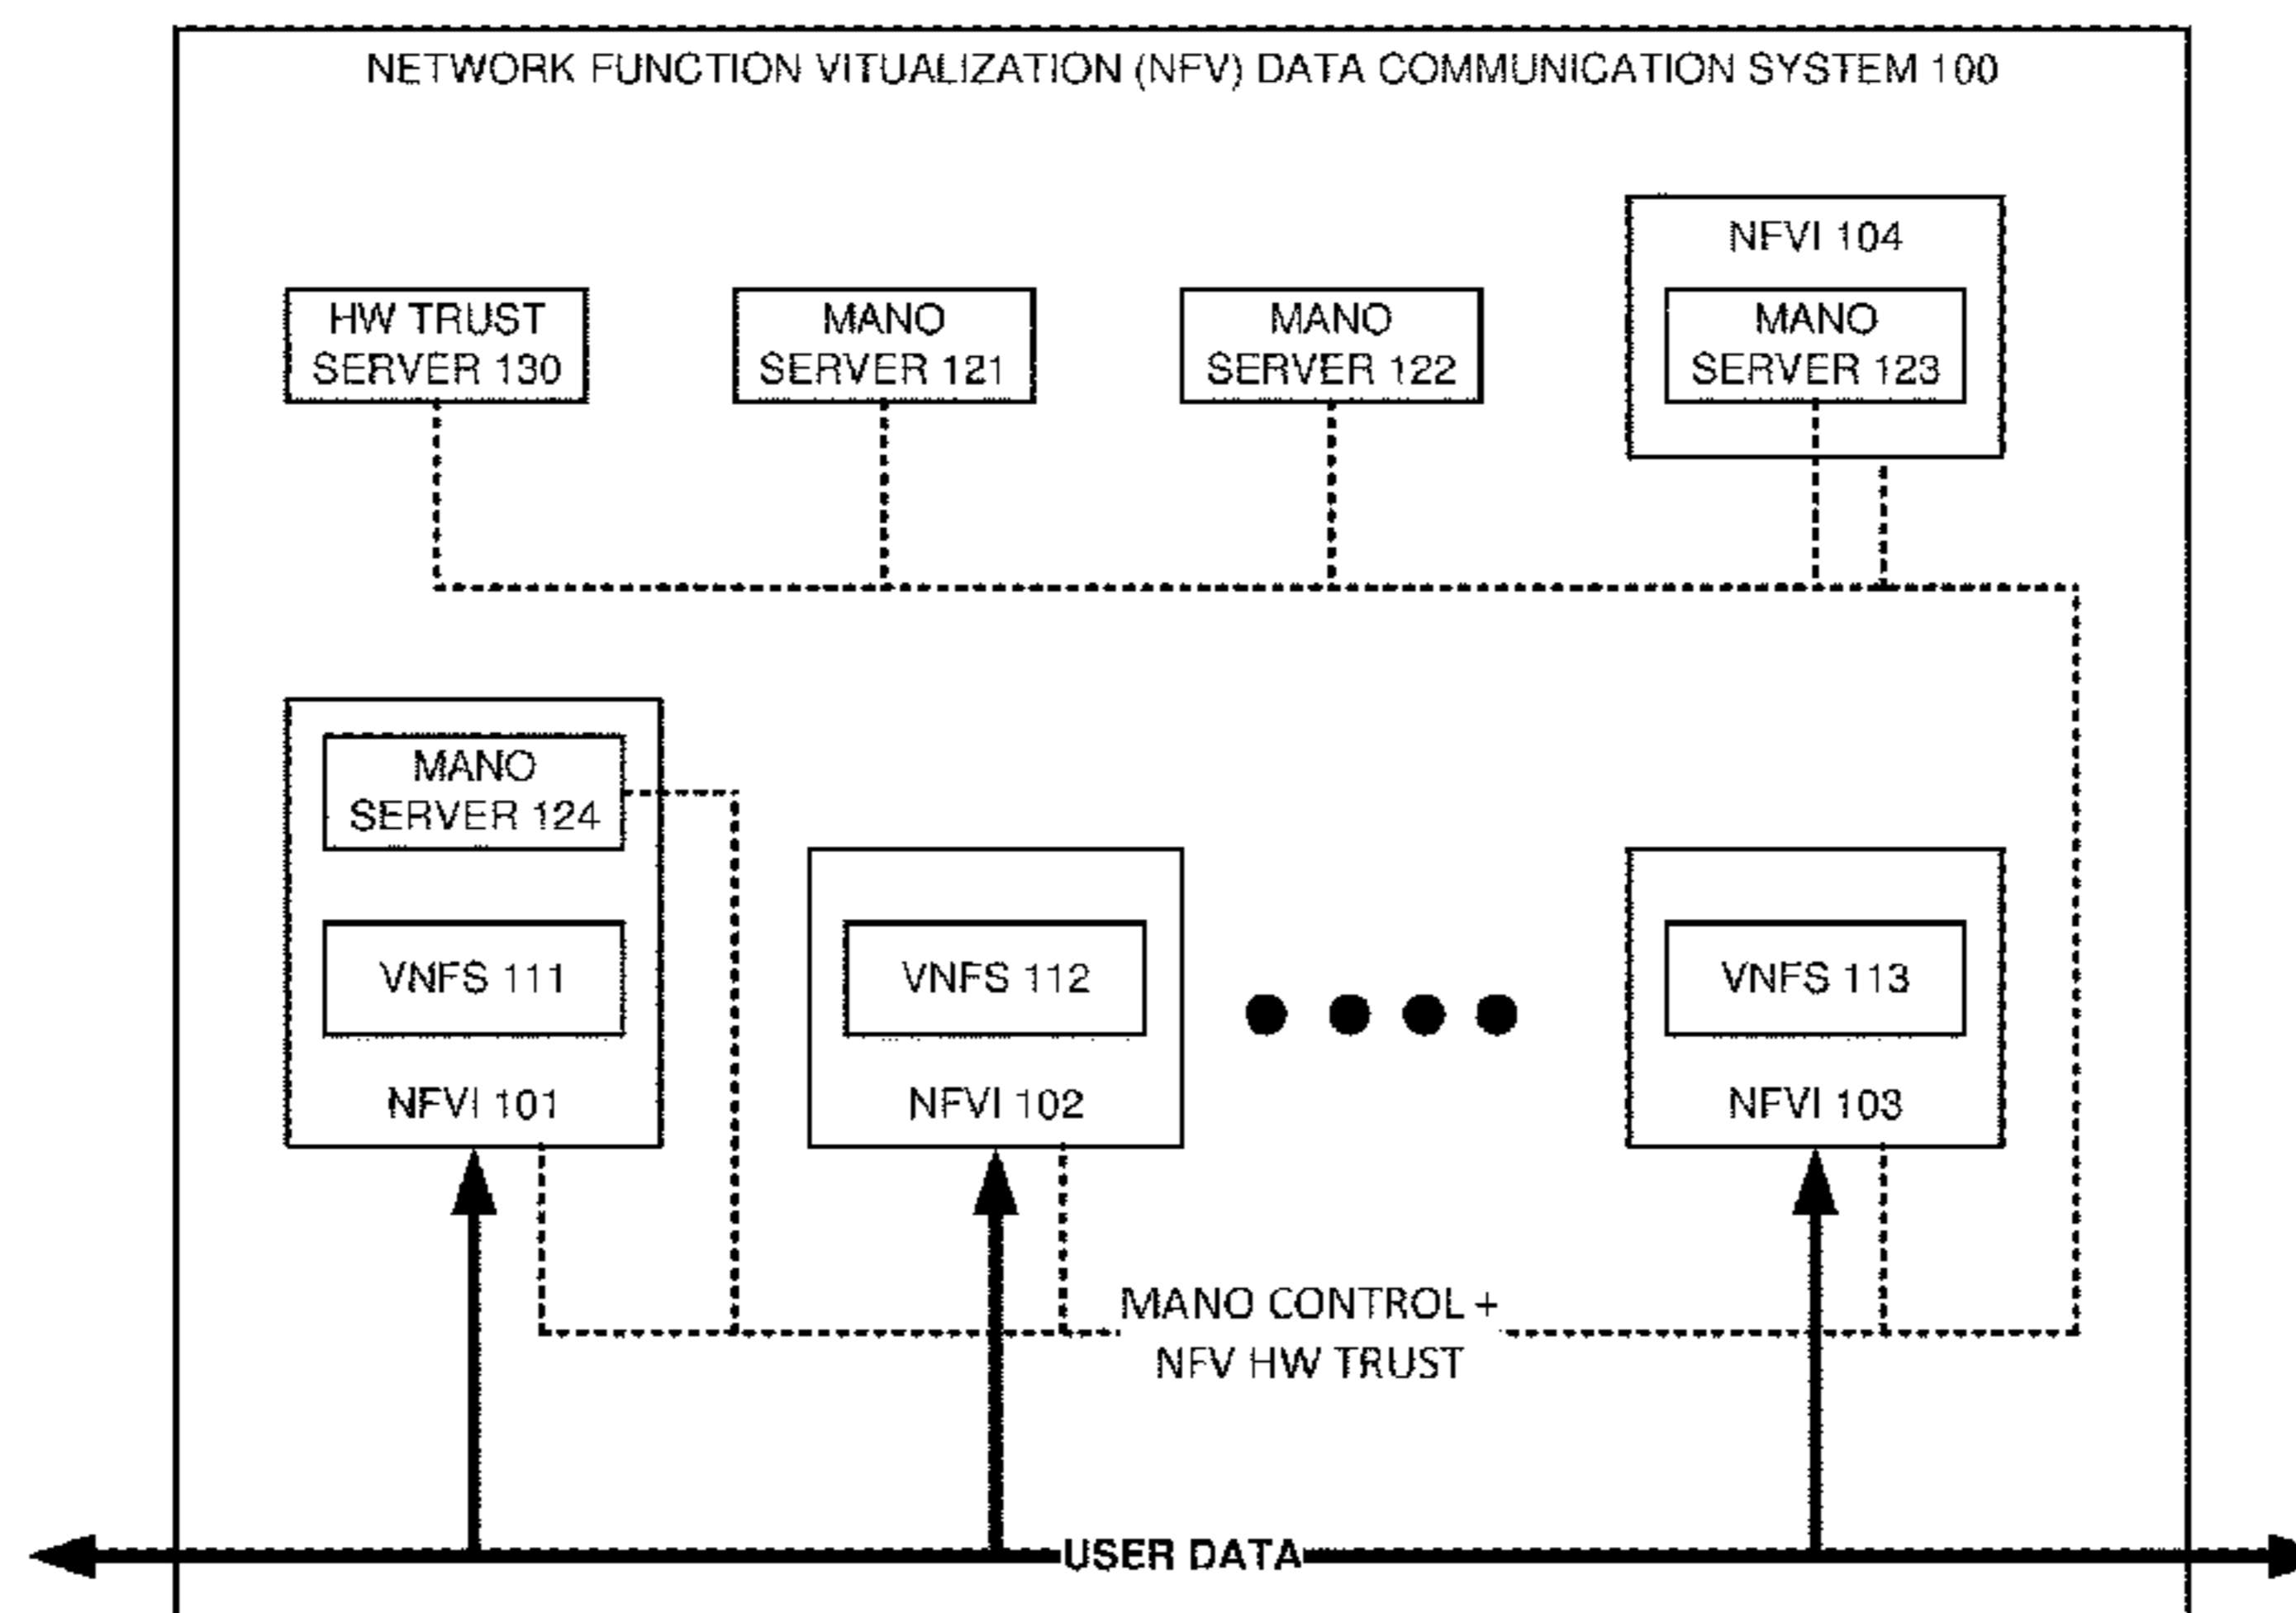 NETWORK FUNCTION VITUALIZATION (NFV) DATA COMMUNICATION SYSTEM 100
NFVI 104
HW TRUST
SERVER 130
MANO
SERVER 121
MANO
SERVER 122
MANO
SERVER 123
MANO
SERVER 124
VNFS 111
NFVI 101
VNFS 112
NFVI 102
VNFS 113
NFVI 103
MANO CONTROL +
NFV HW TRUST
USER DATA